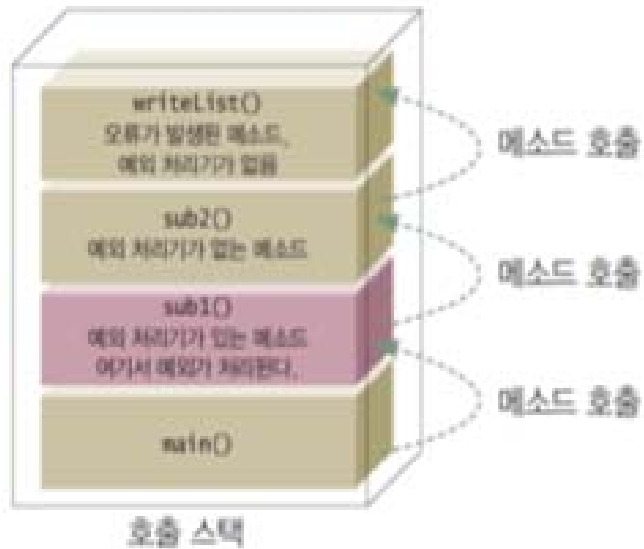 writeList()
오류가 발생된 메소드,
예외 처리기가 없음
메소드 호출
sub2()
예외 처리기가 없는 메소드
메소드 호출
sub1()
예외 처리기가 있는 메소드
여기서 예외가 처리된다.
메소드 호출
main()
호출 스택